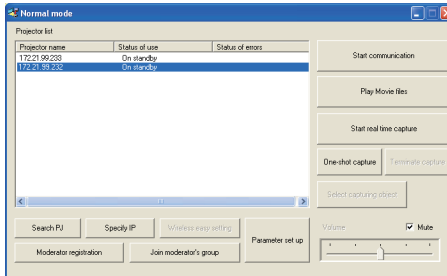 Normal mode
Projector list
Projector name Status of use Status of errors
172.21.99.233 On standby
172.21.99.232 On standby
Start communication
Play Movie files
Start real time capture
One-shot capture Terminate capture
Select capturing object
Search PJ Specify IP Wireless easy setting
Parameter set up
Moderator registration Join moderator's group
Volume Mute